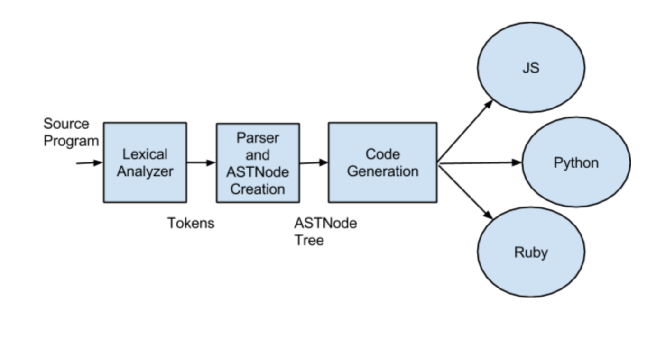 Source
Program
Lexical
Analyzer
Tokens
Parser
and
ASTNode
Creation
ASTNode
Tree
Code
Generation
JS
Python
Ruby